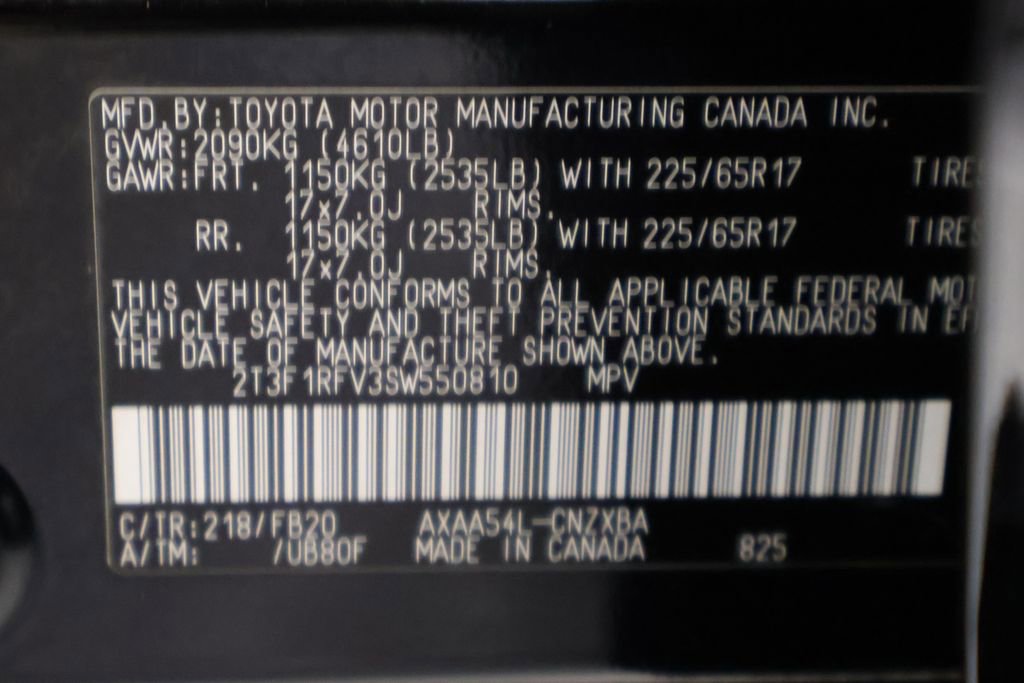 MFD.BY:TOYOTA MOTOR MANUFACTURING CANADA INC.
GVWR:2090KG (4610LB)
GAWR:FRT. 1150KG (2535LB) WITH 225/65R17 TIRES
17x7.0J RIMS.
RR. 1150KG (2535LB) WITH 225/65R17 TIRES
17x7.0J RIMS.
THIS VEHICLE CONFORMS TO ALL APPLICABLE FEDERAL MOT
VEHICLE SAFETY AND THEFT PREVENTION STANDARDS IN EF
THE DATE OF MANUFACTURE SHOWN ABOVE.
2T3F1RFV3SW550810 MPV
C/TR:218/FB20 AXAA54L-CNZXBA
A/TM: /UB80F MADE IN CANADA 825